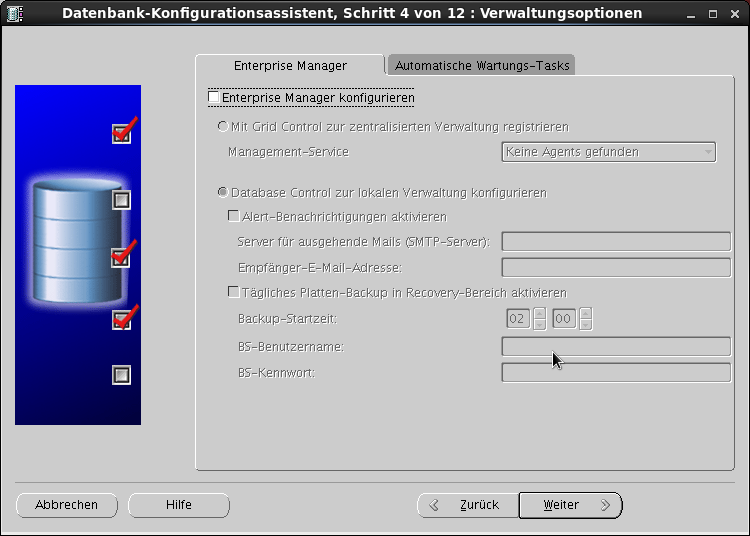 Datenbank-Konfigurationsassistent, Schritt 4 von 12 : Verwaltungsoptionen
Enterprise Manager
Automatische Wartungs-Tasks
Enterprise Manager konfigurieren
Mit Grid Control zur zentralisierten Verwaltung registrieren
Management-Service
Keine Agents gefunden
Database Control zur lokalen Verwaltung konfigurieren
Alert-Benachrichtigungen aktivieren
Server für ausgehende Mails (SMTP-Server):
Empfänger-E-Mail-Adresse:
Tägliches Platten-Backup in Recovery-Bereich aktivieren
Backup-Startzeit:
02 00
BS-Benutzername:
BS-Kennwort:
Abbrechen
Hilfe
Zurück
Weiter